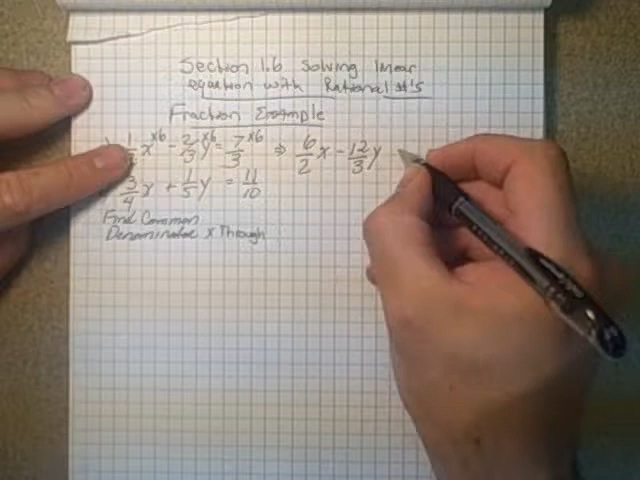 Section 1.6 Solving linear
equation with Rational #'s
Fraction Example
1/2 x ×6 - 2/3 ×6 y = 7/3 ×6 ⇒ 6/2 x - 12/3 y
3/4 x + 1/5 y = 11/10
Find Common
Denominator × Through